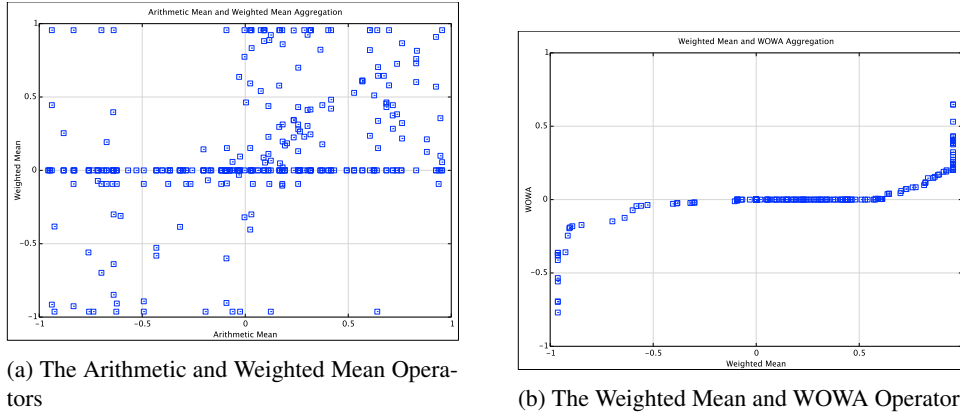 Arithmetic Mean and Weighted Mean Aggregation
1
0.5
0
−0.5
−1
Weighted Mean
−1
−0.5
0
0.5
1
Arithmetic Mean
(a) The Arithmetic and Weighted Mean Opera-
tors
Weighted Mean and WOWA Aggregation
1
0.5
0
−0.5
−1
WOWA
−1
−0.5
0
0.5
Weighted Mean
(b) The Weighted Mean and WOWA Operator